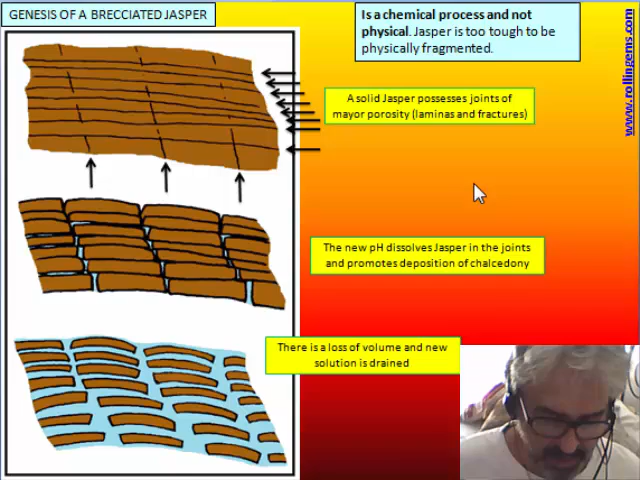 GENESIS OF A BRECCIATED JASPER
Is a chemical process and not
physical. Jasper is too tough to be
physically fragmented.
www.rollingems.com
A solid Jasper possesses joints of
mayor porosity (laminas and fractures)
The new pH dissolves Jasper in the joints
and promotes deposition of chalcedony
There is a loss of volume and new
solution is drained